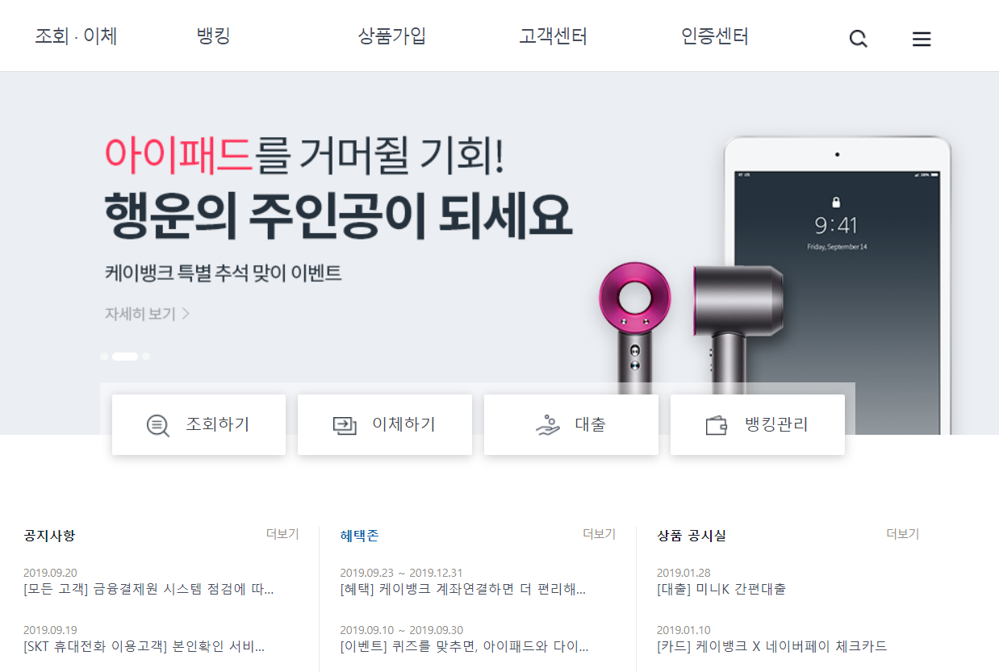 조회 · 이체
뱅킹
상품가입
고객센터
인증센터
아이패드를 거머쥘 기회!
행운의 주인공이 되세요
케이뱅크 특별 추석 맞이 이벤트
자세히 보기 >
100%
9:41
Friday, September 14
조회하기
이체하기
대출
뱅킹관리
공지사항
더보기
2019.09.20
[모든 고객] 금융결제원 시스템 점검에 따...
2019.09.19
[SKT 휴대전화 이용고객] 본인확인 서비...
혜택존
더보기
2019.09.23 ~ 2019.12.31
[혜택] 케이뱅크 계좌연결하면 더 편리해...
2019.09.10 ~ 2019.09.30
[이벤트] 퀴즈를 맞추면, 아이패드와 다이...
상품 공시실
더보기
2019.01.28
[대출] 미니K 간편대출
2019.01.10
[카드] 케이뱅크 X 네이버페이 체크카드